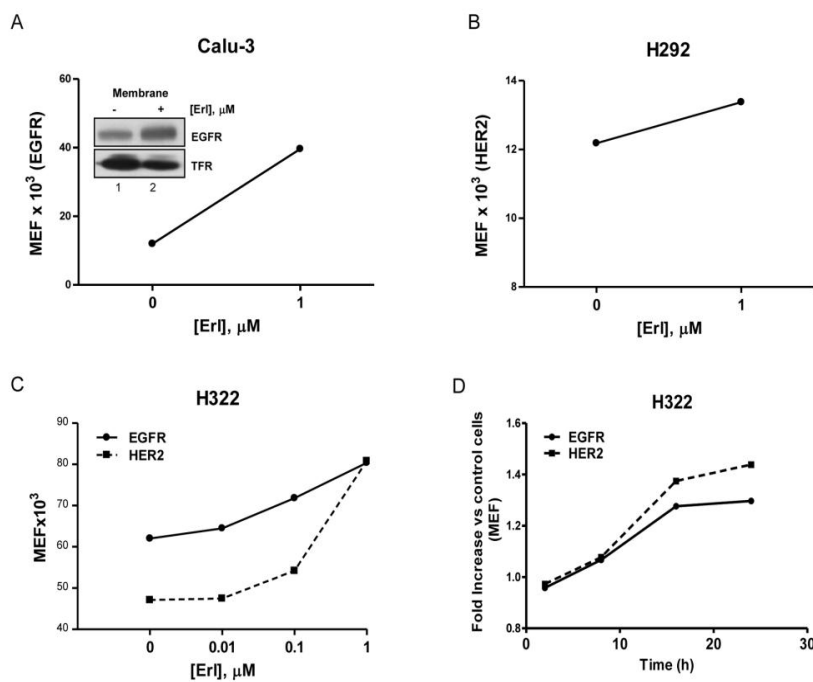 A
Calu-3
MEF x 10³ (EGFR)
60
40
20
0
Membrane
- + [Erl], μM
EGFR
TFR
1 2
0 1
[Erl], μM
B
H292
MEF x 10³ (HER2)
14
12
10
8
0 1
[Erl], μM
C
H322
MEFx10³
90
80
70
60
50
40
EGFR
HER2
0 0.01 0.1 1
[Erl], μM
D
H322
Fold Increase vs control cells
(MEF)
1.6
1.4
1.2
1.0
0.8
EGFR
HER2
0 10 20 30
Time (h)